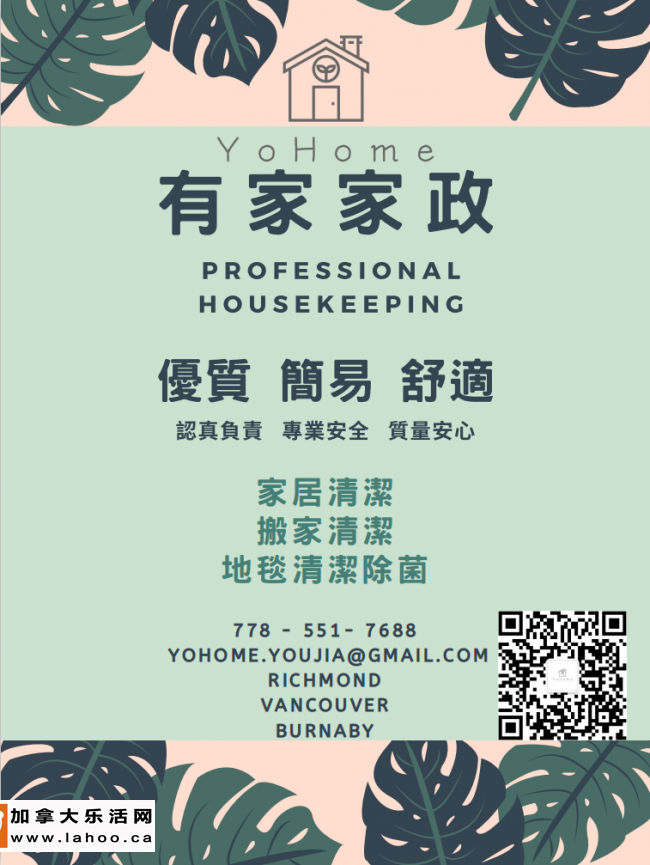 YoHome
有家家政
PROFESSIONAL
HOUSEKEEPING
優質 簡易 舒適
認真負責 專業安全 質量安心
家居清潔
搬家清潔
地毯清潔除菌
778 - 551- 7688
YOHOME.YOUJIA@GMAIL.COM
RICHMOND
VANCOUVER
BURNABY
YoHome
加拿大乐活网
www.lahoo.ca